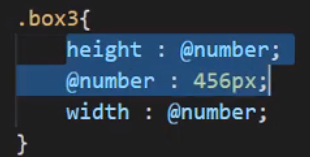 .box3{
height : @number;
@number : 456px;
width : @number;
}